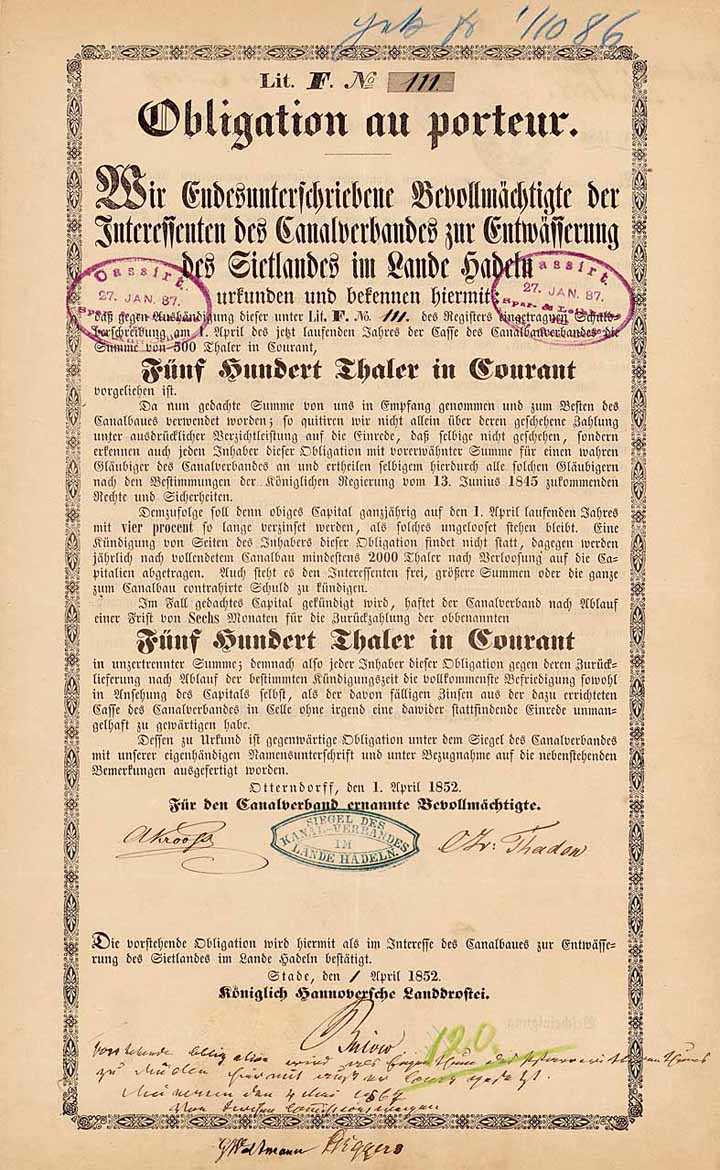 110 86
Lit. F. № 111
Obligation au porteur.
Wir Endesunterschriebene Bevollmächtigte der
Interessenten des Canalverbandes zur Entwässerung
des Sietlandes im Lande Hadeln
Cassirt.
27. JAN. 87.
Spar-
Cassirt.
27. JAN. 87.
Spar- & Leihkasse
urkunden und bekennen hiermit:
daß gegen Aushändigung dieser unter Lit. F. No. 111. des Registers eingetragnen Schuld-
verschreibung am 1. April des jetzt laufenden Jahres der Casse des Canalbauverbandes die
Summe von 500 Thaler in Courant,
Fünf Hundert Thaler in Courant
vorgeliehen ist.
Da nun gedachte Summe von uns in Empfang genommen und zum Besten des
Canalbaues verwendet worden; so quitiren wir nicht allein über deren geschehene Zahlung
unter ausdrücklicher Verzichtleistung auf die Einrede, daß selbige nicht geschehen, sondern
erkennen auch jeden Inhaber dieser Obligation mit vorerwähnter Summe für einen wahren
Gläubiger des Canalverbandes an und ertheilen selbigem hierdurch alle solchen Gläubigern
nach den Bestimmungen der Königlichen Regierung vom 13. Junius 1845 zukommenden
Rechte und Sicherheiten.
Demzufolge soll denn obiges Capital ganzjährig auf den 1. April laufenden Jahres
mit vier procent so lange verzinset werden, als solches ungelooset stehen bleibt. Eine
Kündigung von Seiten des Inhabers dieser Obligation findet nicht statt, dagegen werden
jährlich nach vollendetem Canalbau mindestens 2000 Thaler nach Verloosung auf die Ca-
pitalien abgetragen. Auch steht es den Interessenten frei, größere Summen oder die ganze
zum Canalbau contrahirte Schuld zu kündigen.
Im Fall gedachtes Capital gekündigt wird, haftet der Canalverband nach Ablauf
einer Frist von Sechs Monaten für die Zurückzahlung der obbenannten
Fünf Hundert Thaler in Courant
in unzertrennter Summe; demnach also jeder Inhaber dieser Obligation gegen deren Zurück-
lieferung nach Ablauf der bestimmten Kündigungszeit die vollkommenste Befriedigung sowohl
in Ansehung des Capitals selbst, als der davon fälligen Zinsen aus der dazu errichteten
Casse des Canalverbandes in Celle ohne irgend eine dawider stattfindende Einrede unman-
gelhaft zu gewärtigen habe.
Dessen zu Urkund ist gegenwärtige Obligation unter dem Siegel des Canalverbandes
mit unserer eigenhändigen Namensunterschrift und unter Bezugnahme auf die nebenstehenden
Bemerkungen ausgefertigt worden.
Otterndorff, den 1. April 1852.
Für den Canalverband ernannte Bevollmächtigte.
SIEGEL DES
KANAL-VERBANDES
IM
LANDE HADELN.
Thadon
Die vorstehende Obligation wird hiermit als im Interesse des Canalbaues zur Entwässe-
rung des Sietlandes im Lande Hadeln bestätigt.
Stade, den 1 April 1852.
Königlich Hannoversche Landdrostei.
120.
wird
zu hiermit
den 4 Mai 1867